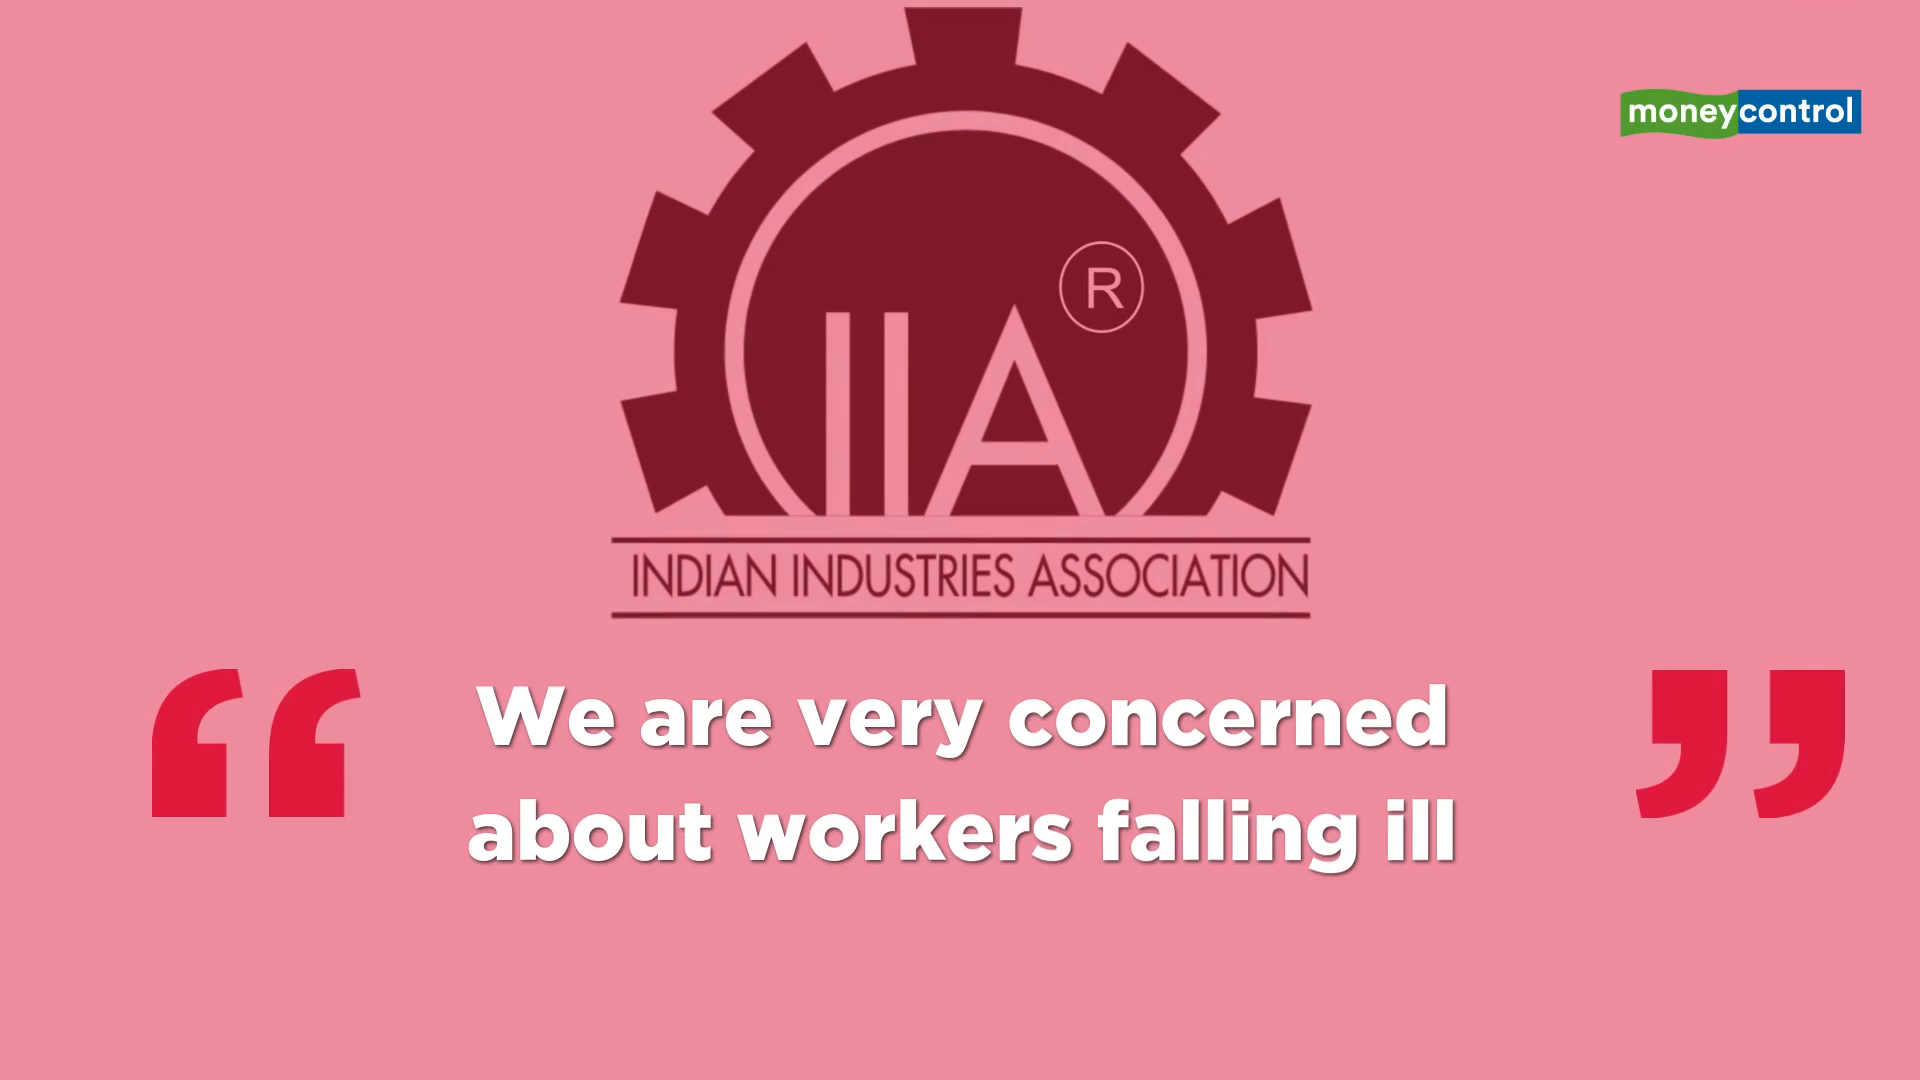 moneycontrol
IIA®
INDIAN INDUSTRIES ASSOCIATION
“We are very concerned
about workers falling ill”